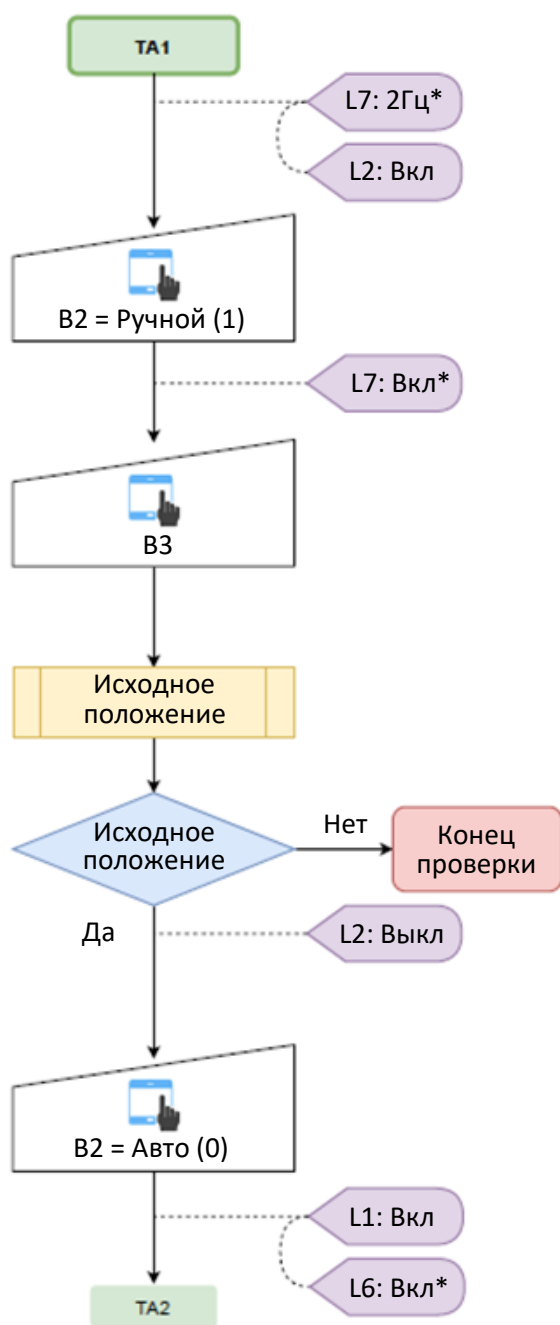 TA1
L7: 2Гц*
L2: Вкл
B2 = Ручной (1)
L7: Вкл*
B3
Исходное
положение
Исходное
положение
Нет
Конец
проверки
Да
L2: Выкл
B2 = Авто (0)
L1: Вкл
L6: Вкл*
TA2